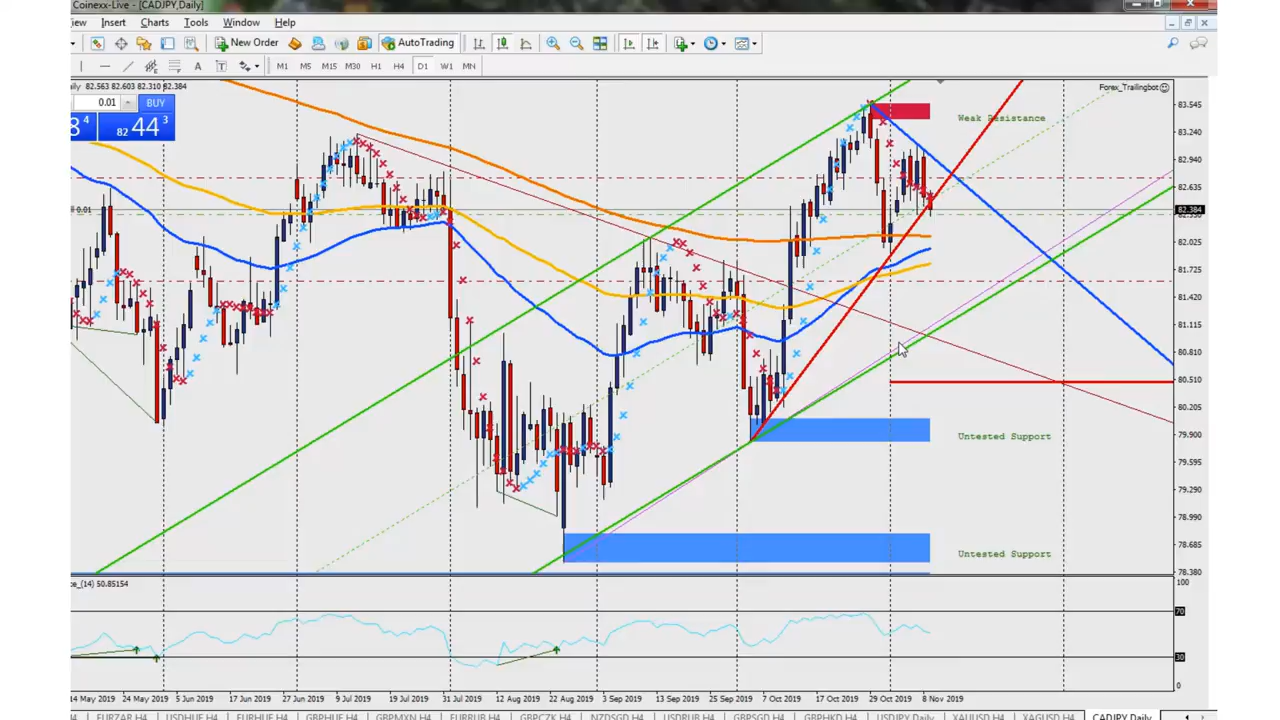 Coinexx-Live - [CADJPY,Daily]
Insert Charts Tools Window Help
New Order AutoTrading
A T M1 M5 M15 M30 H1 H4 D1 W1 MN
82.563 82.603 82.310 82.384
Forex_Trailingbot
0.01 BUY
8 4 82 44 3
0.01
Weak Resistance
Untested Support
Untested Support
83.545
83.240
82.940
82.635
82.384
82.025
81.725
81.420
81.115
80.810
80.510
80.205
79.900
79.595
79.290
78.990
78.685
78.380
(14) 50.85154
100
70
30
0
14 May 2019 24 May 2019 5 Jun 2019 17 Jun 2019 27 Jun 2019 9 Jul 2019 19 Jul 2019 31 Jul 2019 12 Aug 2019 22 Aug 2019 3 Sep 2019 13 Sep 2019 25 Sep 2019 7 Oct 2019 17 Oct 2019 29 Oct 2019 8 Nov 2019
EURZAR,H4 USDHUF,H4 EURHUF,H4 GBPHUF,H4 GBPMXN,H4 EURRUB,H4 GBPCZK,H4 NZDSGD,H4 USDRUB,H4 GBPSGD,H4 GBPHKD,H4 USDJPY,Daily XAUUSD,H4 XAGUSD,H4 CADJPY,Daily